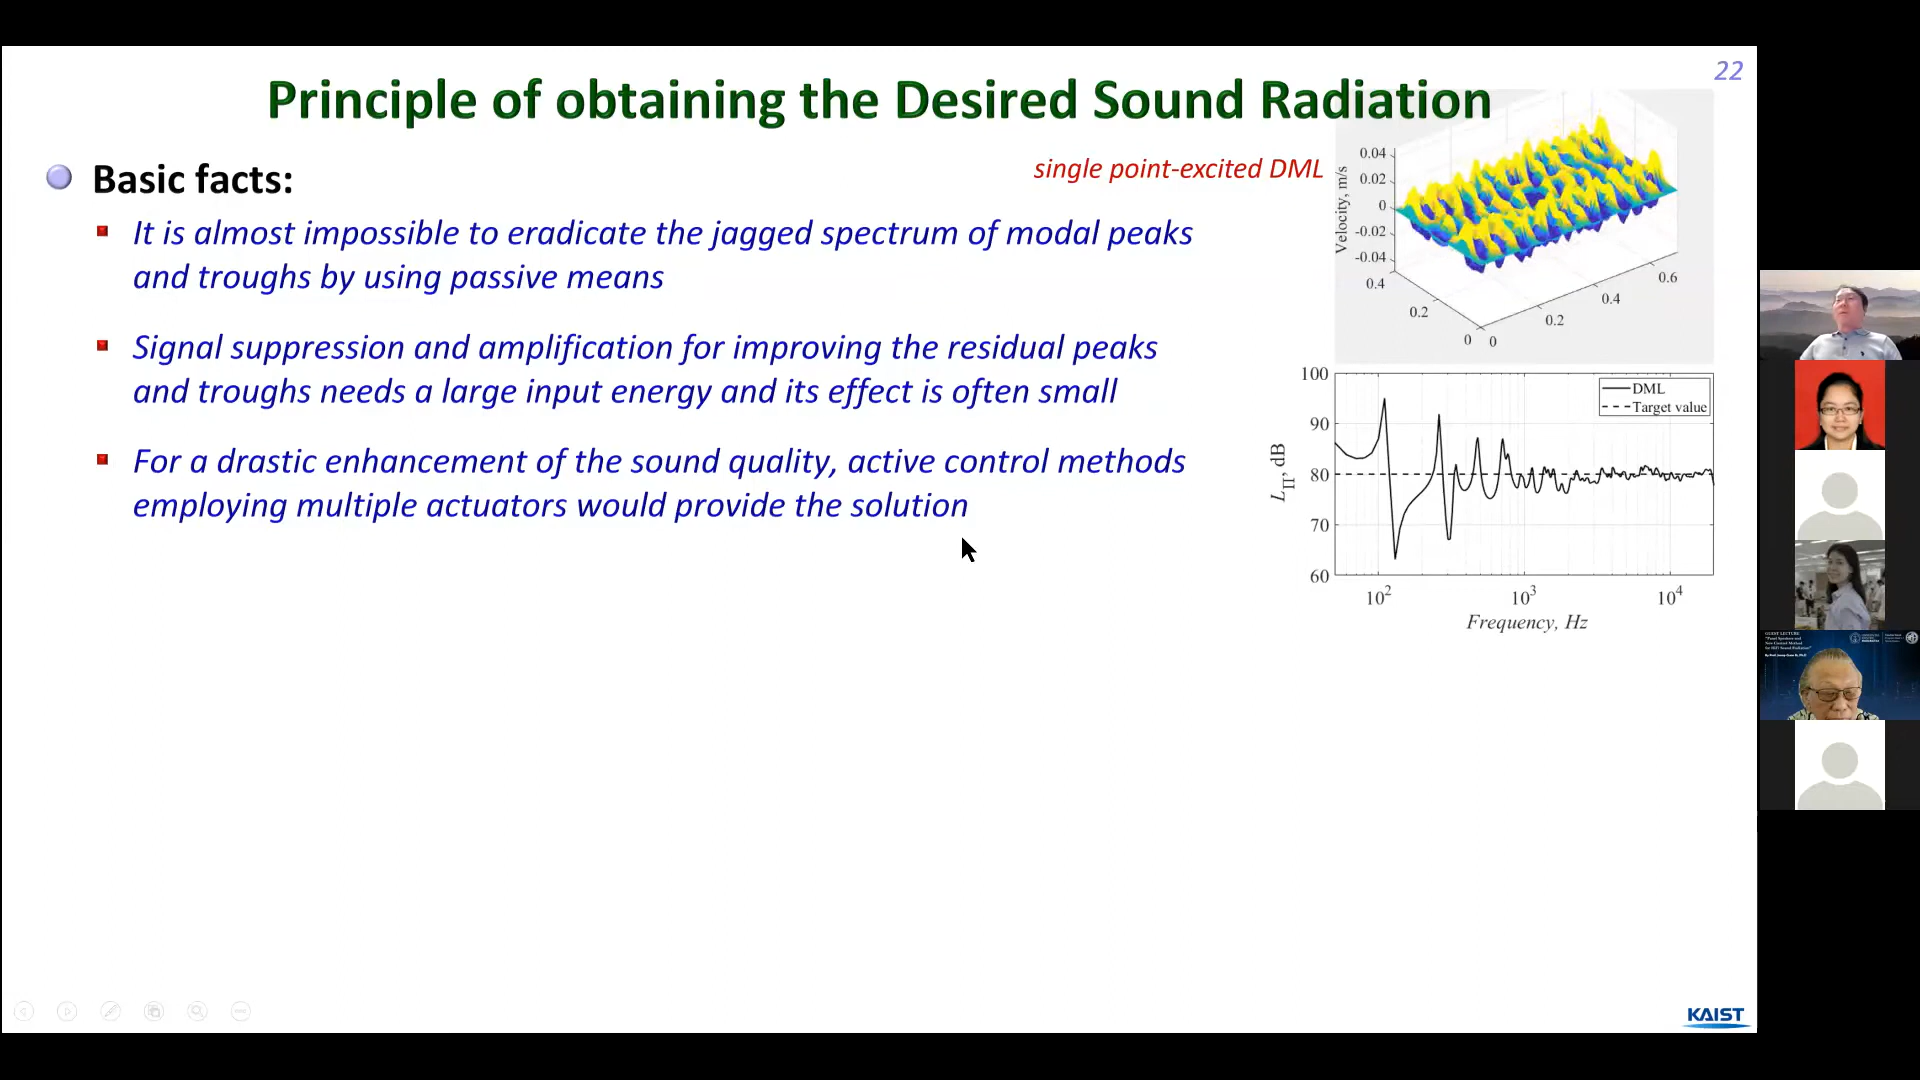 22
Principle of obtaining the Desired Sound Radiation
Basic facts:
It is almost impossible to eradicate the jagged spectrum of modal peaks
and troughs by using passive means
Signal suppression and amplification for improving the residual peaks
and troughs needs a large input energy and its effect is often small
For a drastic enhancement of the sound quality, active control methods
employing multiple actuators would provide the solution
single point-excited DML
Velocity, m/s
0.04
0.02
0
-0.02
-0.04
0.4
0.2
0
0
0.2
0.4
0.6
100
90
80
70
60
L_Π, dB
DML
Target value
10²
10³
10⁴
Frequency, Hz
KAIST
GUEST LECTURE